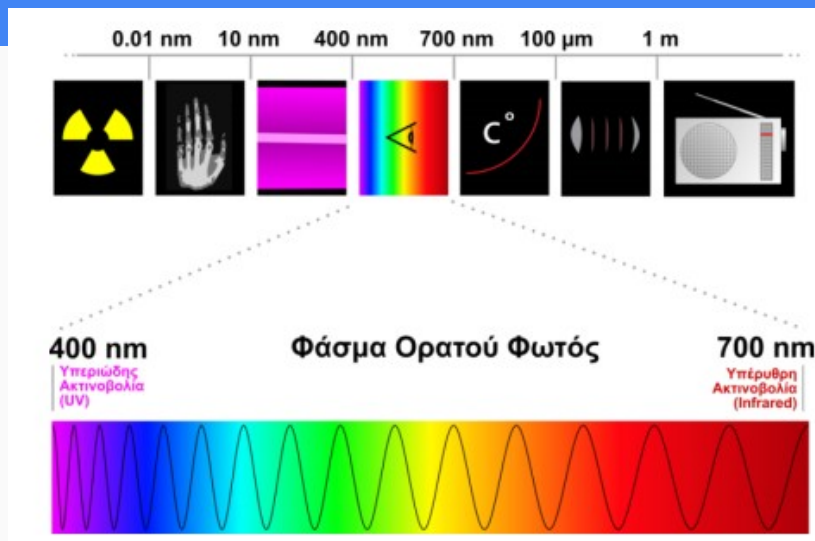 0.01 nm 10 nm 400 nm 700 nm 100 μm 1 m
C°
400 nm Φάσμα Ορατού Φωτός 700 nm
Υπεριώδης
Ακτινοβολία
(UV)
Υπέρυθρη
Ακτινοβολία
(Infrared)